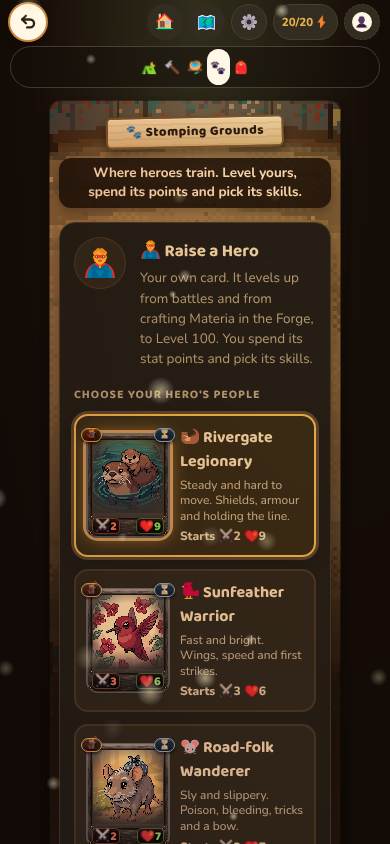 20/20
Stomping Grounds
Where heroes train. Level yours,
spend its points and pick its skills.
Raise a Hero
Your own card. It levels up
from battles and from
crafting Materia in the Forge,
to Level 100. You spend its
stat points and pick its skills.
CHOOSE YOUR HERO'S PEOPLE
Rivergate
Legionary
Steady and hard to
move. Shields, armour
and holding the line.
Starts 2 9
2 9
Sunfeather
Warrior
Fast and bright.
Wings, speed and first
strikes.
Starts 3 6
3 6
Road-folk
Wanderer
Sly and slippery.
Poison, bleeding, tricks
and a bow.
2 7